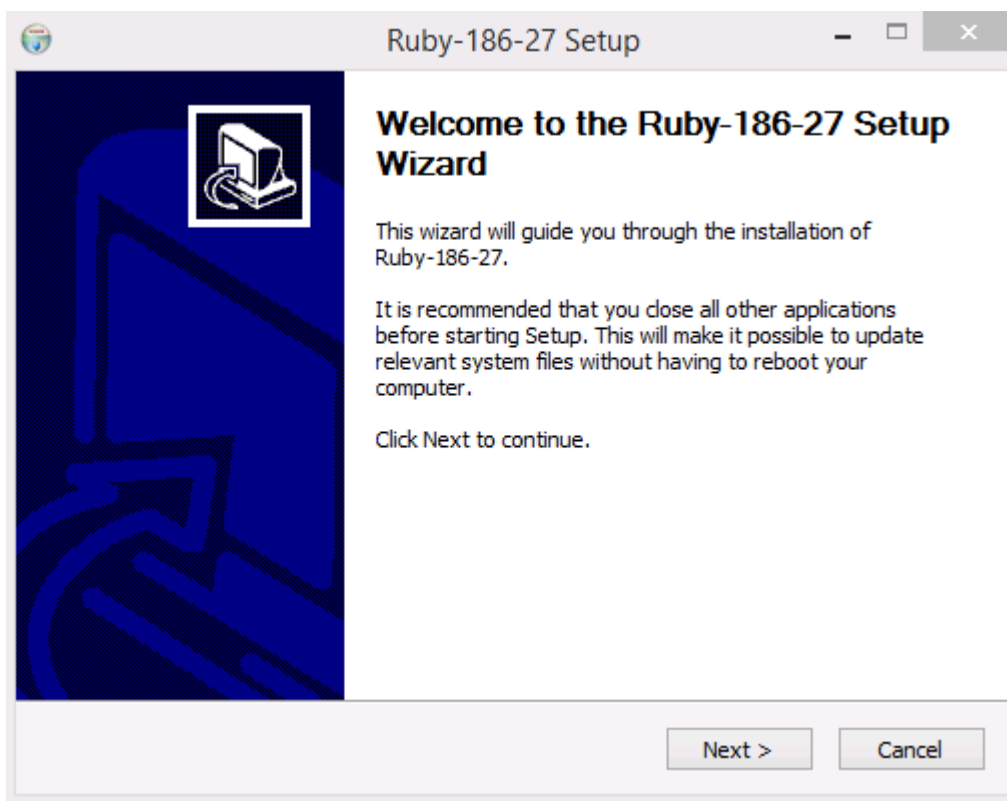 Ruby-186-27 Setup
Welcome to the Ruby-186-27 Setup
Wizard
This wizard will guide you through the installation of
Ruby-186-27.
It is recommended that you close all other applications
before starting Setup. This will make it possible to update
relevant system files without having to reboot your
computer.
Click Next to continue.
Next >
Cancel